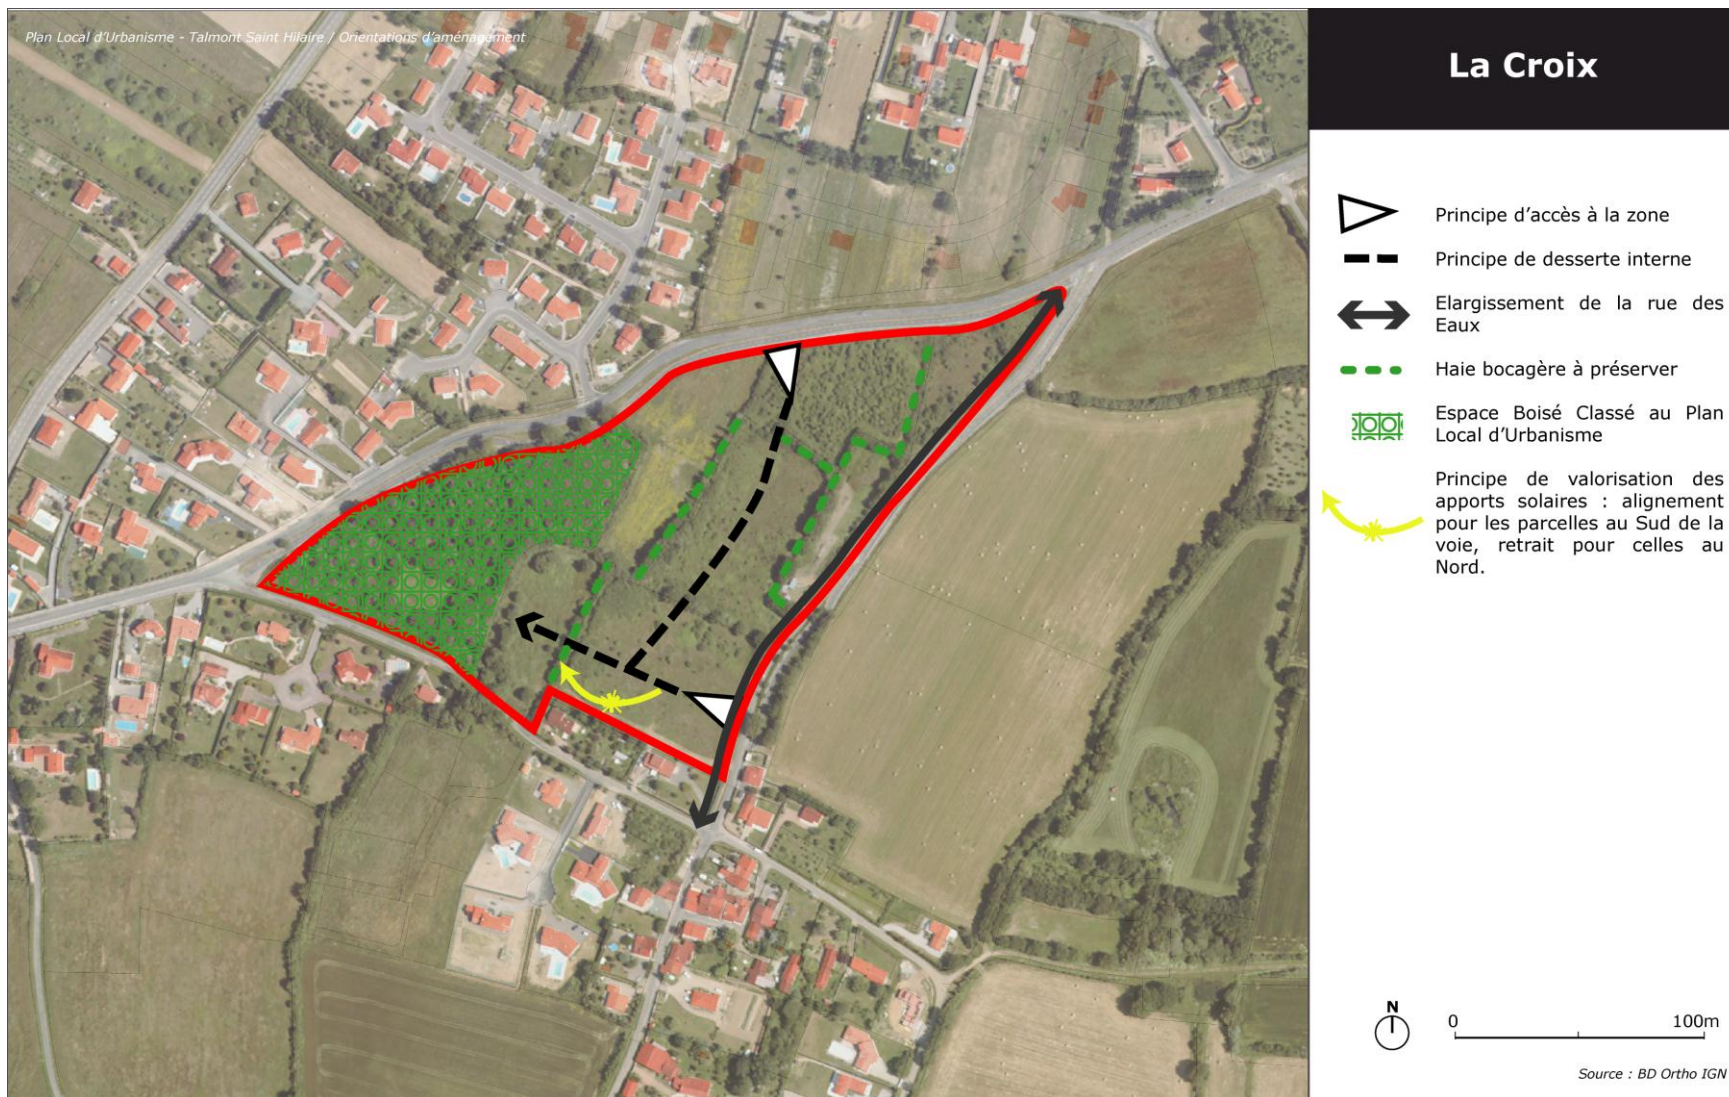 Plan Local d'Urbanisme - Talmont Saint Hilaire / Orientations d'aménagement
La Croix
Principe d'accès à la zone
Principe de desserte interne
Elargissement de la rue des
Eaux
Haie bocagère à préserver
Espace Boisé Classé au Plan
Local d'Urbanisme
Principe de valorisation des
apports solaires : alignement
pour les parcelles au Sud de la
voie, retrait pour celles au
Nord.
N
0 100m
Source : BD Ortho IGN